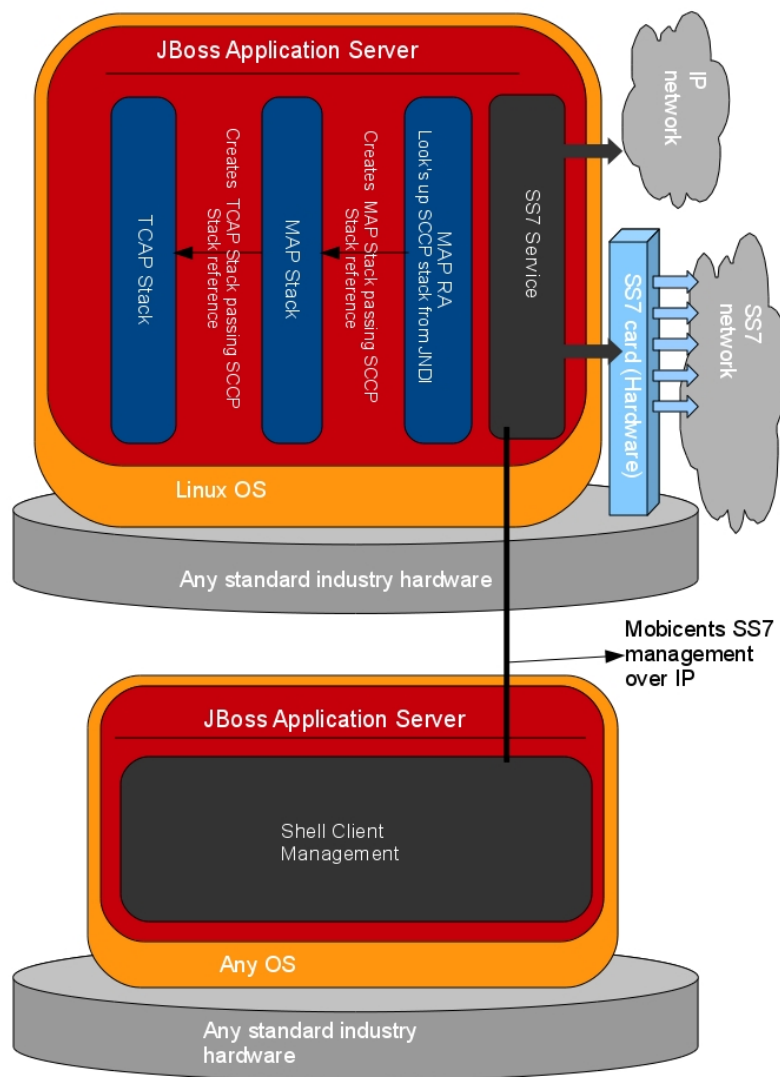 JBoss Application Server
IP
network
TCAP Stack
Creates TCAP Stack passing SCCP
Stack reference
MAP Stack
Creates MAP Stack passing SCCP
Stack reference
MAP RA
Look's up SCCP stack from JNDI
SS7 Service
SS7 card (Hardware)
SS7
network
Linux OS
Any standard industry hardware
Mobicents SS7
management
over IP
JBoss Application Server
Shell Client
Management
Any OS
Any standard industry
hardware